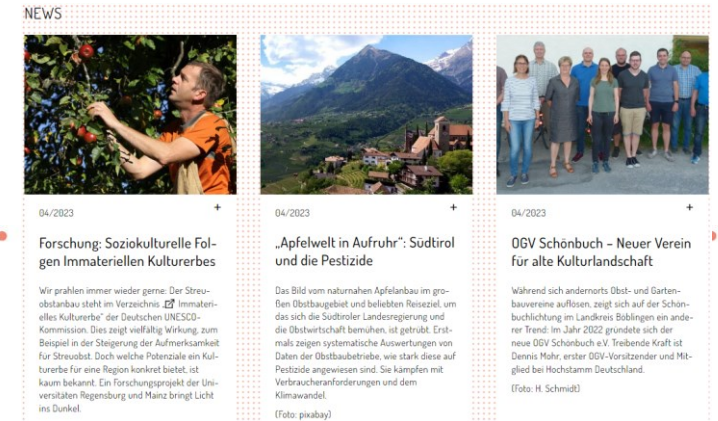 NEWS
04/2023
+
Forschung: Soziokulturelle Fol-
gen Immateriellen Kulturerbes
Wir prahlen immer wieder gerne: Der Streu-
obstanbau steht im Verzeichnis „Immateri-
elles Kulturerbe“ der Deutschen UNESCO-
Kommission. Dies zeigt vielfältig Wirkung, zum
Beispiel in der Steigerung der Aufmerksamkeit
für Streuobst. Doch welche Potenziale ein Kul-
turerbe für eine Region konkret bietet, ist
kaum bekannt. Ein Forschungsprojekt der Uni-
versitäten Regensburg und Mainz bringt Licht
ins Dunkel.
04/2023
+
„Apfelwelt in Aufruhr“: Südtirol
und die Pestizide
Das Bild vom naturnahen Apfelanbau im gro-
ßen Obstbaugebiet und beliebten Reiseziel, um
das sich die Südtiroler Landesregierung und
die Obstwirtschaft bemühen, ist getrübt. Erst-
mals zeigen systematische Auswertungen von
Daten der Obstbaubetriebe, wie stark diese auf
Pestizide angewiesen sind. Sie kämpfen mit
Verbraucheranforderungen und dem
Klimawandel.
(Foto: pixabay)
04/2023
+
OGV Schönbuch – Neuer Verein
für alte Kulturlandschaft
Während sich andernorts Obst- und Garten-
bauvereine auflösen, zeigt sich auf der Schön-
buchlichtung im Landkreis Böblingen ein ande-
rer Trend: Im Jahr 2022 gründete sich der
neue OGV Schönbuch e.V. Treibende Kraft ist
Dennis Mohr, erster OGV-Vorsitzender und Mit-
glied bei Hochstamm Deutschland.
(Foto: H. Schmidt)